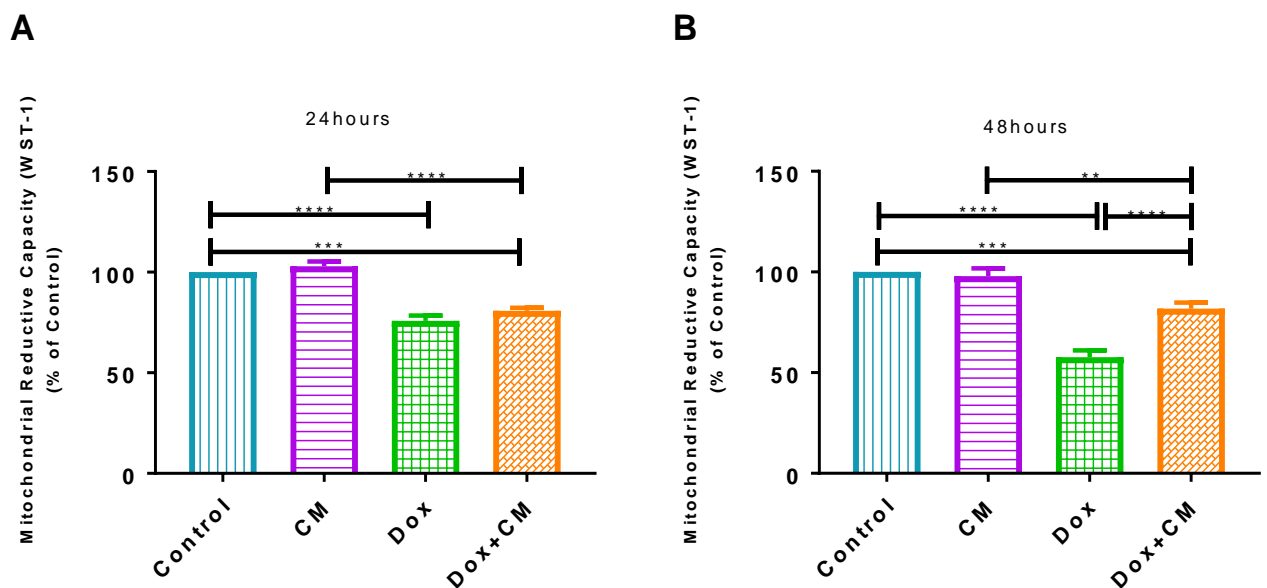 A
Mitochondrial Reductive Capacity (WST-1)
(% of Control)
24hours
150
100
50
0
****
****
***
Control
CM
Dox
Dox+CM
B
Mitochondrial Reductive Capacity (WST-1)
(% of Control)
48hours
150
100
50
0
**
**** ****
***
Control
CM
Dox
Dox+CM